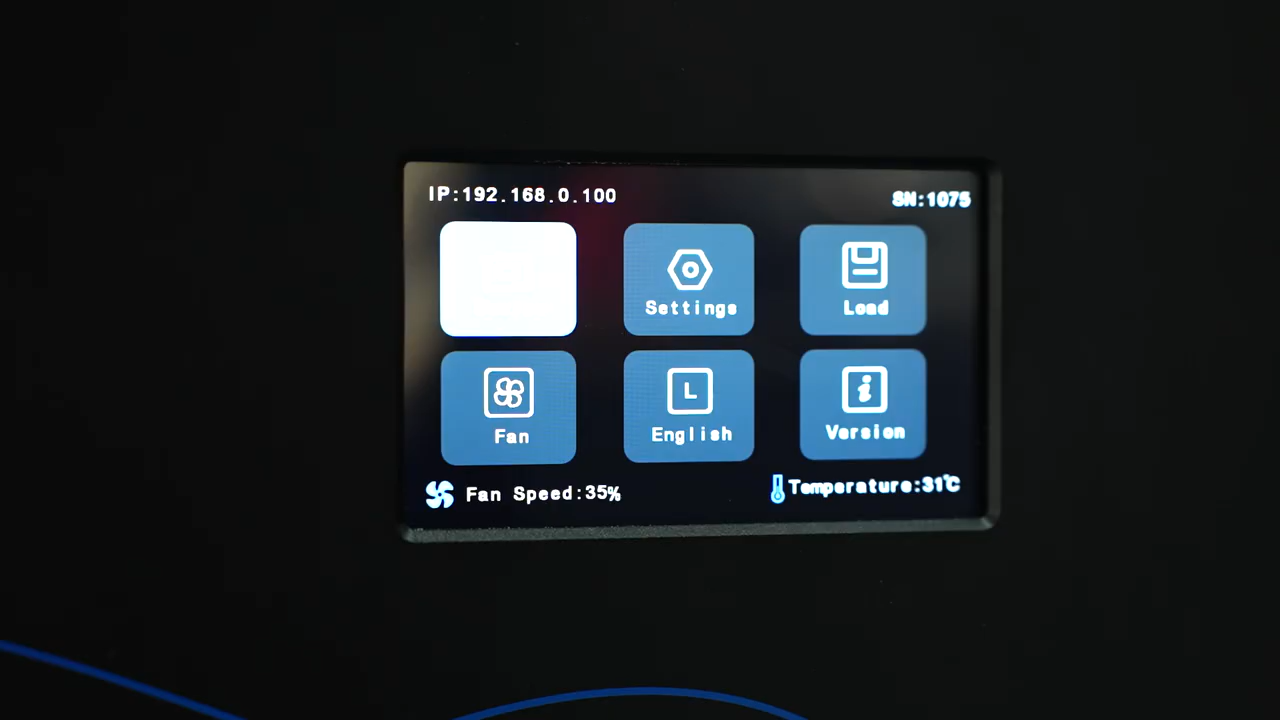 IP:192.168.0.100
SN:1075
Settings
Load
Fan
L
English
Version
Fan Speed:35%
Temperature:31℃